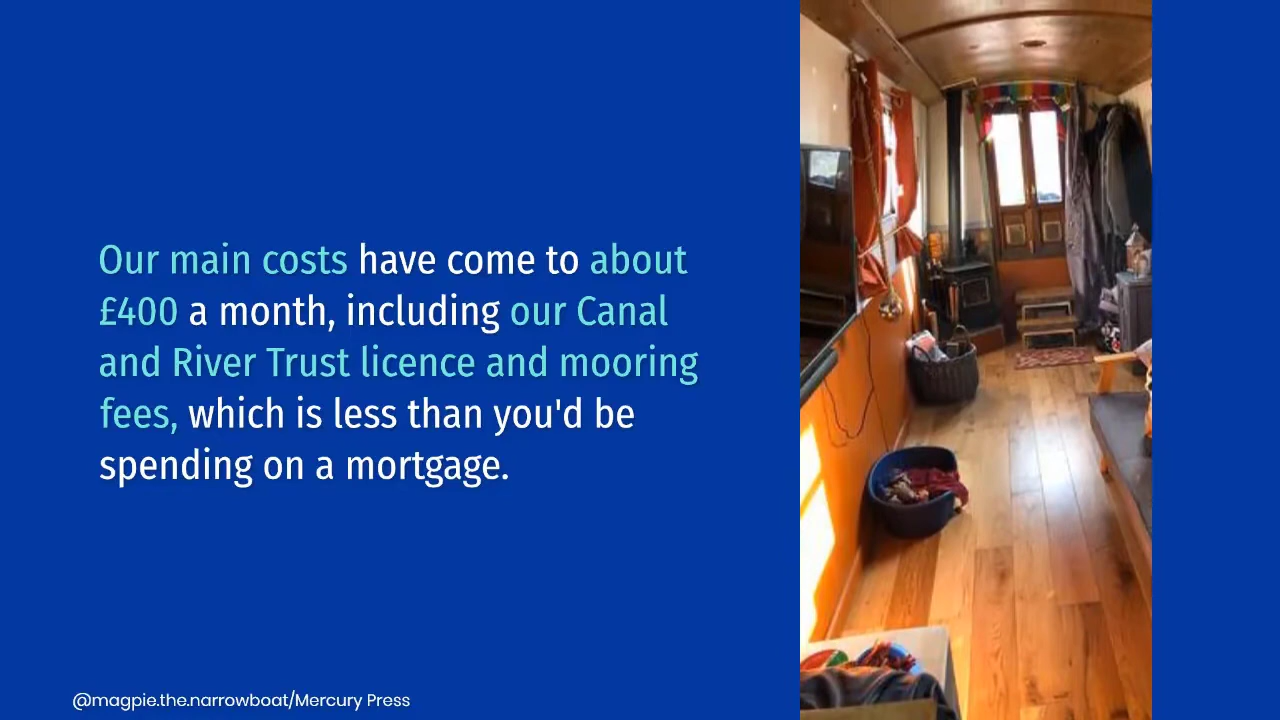 Our main costs have come to about
£400 a month, including our Canal
and River Trust licence and mooring
fees, which is less than you'd be
spending on a mortgage.
@magpie.the.narrowboat/Mercury Press